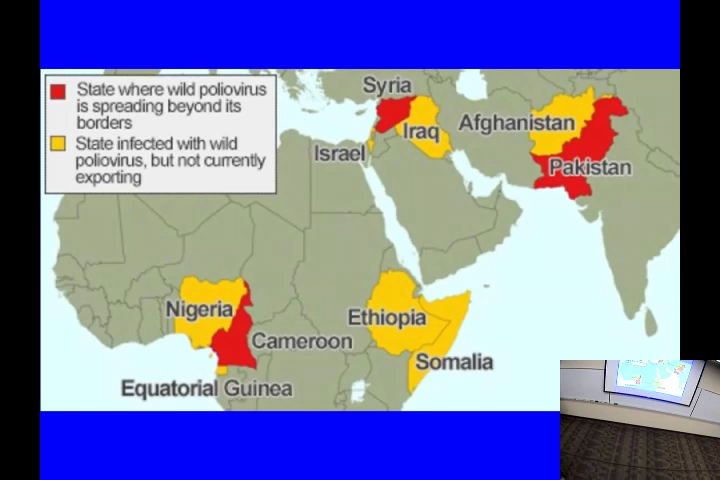 State where wild poliovirus
is spreading beyond its
borders
State infected with wild
poliovirus, but not currently
exporting
Syria
Iraq
Afghanistan
Israel
Pakistan
Nigeria
Ethiopia
Cameroon
Somalia
Equatorial Guinea